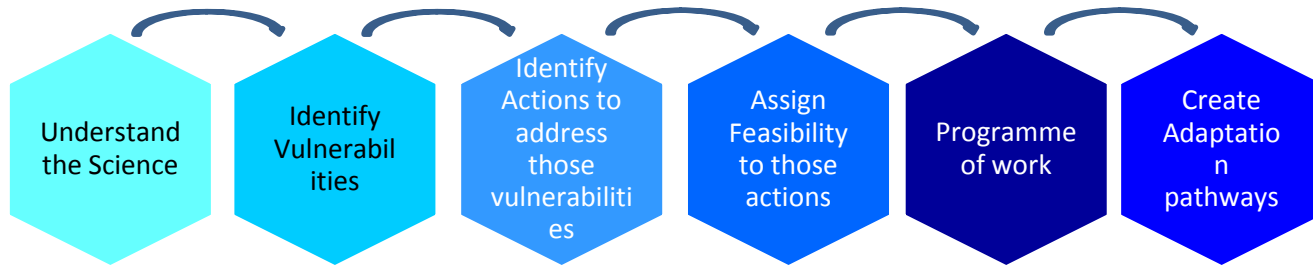 Understand
the Science
Identify
Vulnerabil
ities
Identify
Actions to
address
those
vulnerabiliti
es
Assign
Feasibility
to those
actions
Programme
of work
Create
Adaptatio
n
pathways